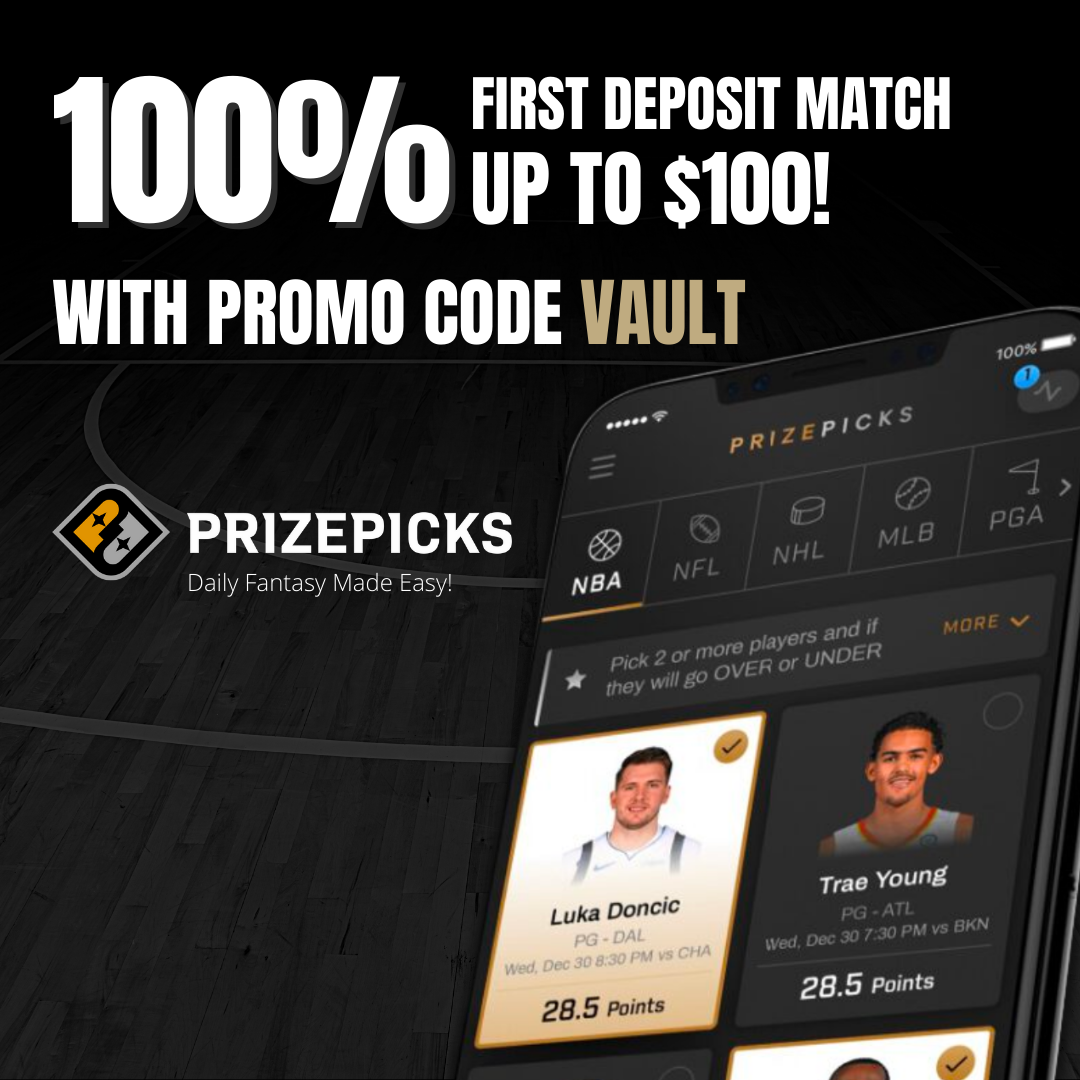 100% FIRST DEPOSIT MATCH
UP TO $100!
WITH PROMO CODE VAULT
PRIZEPICKS
Daily Fantasy Made Easy!
100%
1
PRIZEPICKS
NBA NFL NHL MLB PGA
Pick 2 or more players and if
they will go OVER or UNDER
MORE
Luka Doncic
PG - DAL
Wed, Dec 30 8:30 PM vs CHA
28.5 Points
Trae Young
PG - ATL
Wed, Dec 30 7:30 PM vs BKN
28.5 Points